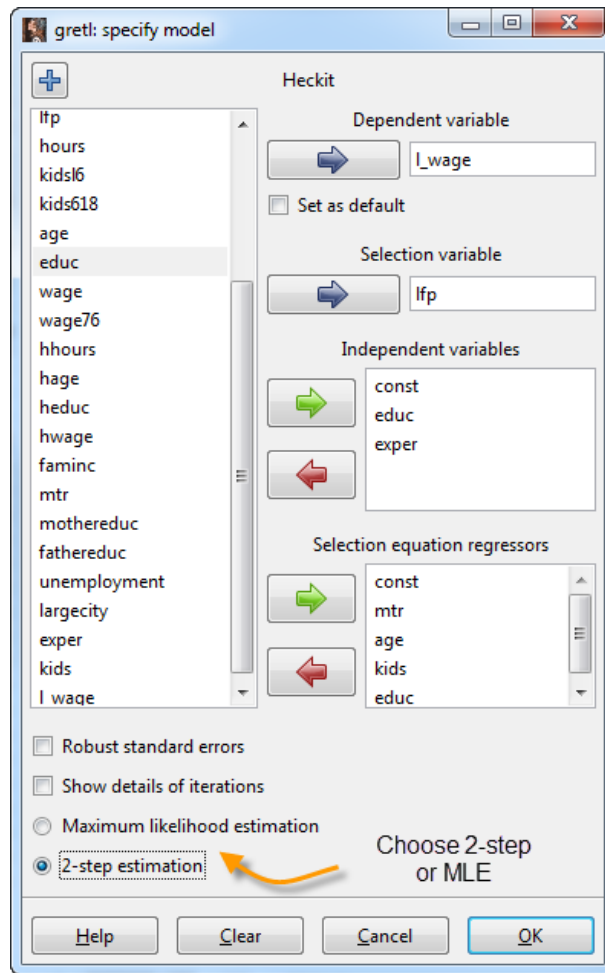 gretl: specify model
Heckit
lfp
hours
kidsl6
kids618
age
educ
wage
wage76
hhours
hage
heduc
hwage
faminc
mtr
mothereduc
fathereduc
unemployment
largecity
exper
kids
l_wage
Dependent variable
l_wage
Set as default
Selection variable
lfp
Independent variables
const
educ
exper
Selection equation regressors
const
mtr
age
kids
educ
Robust standard errors
Show details of iterations
Maximum likelihood estimation
2-step estimation
Choose 2-step
or MLE
Help
Clear
Cancel
OK